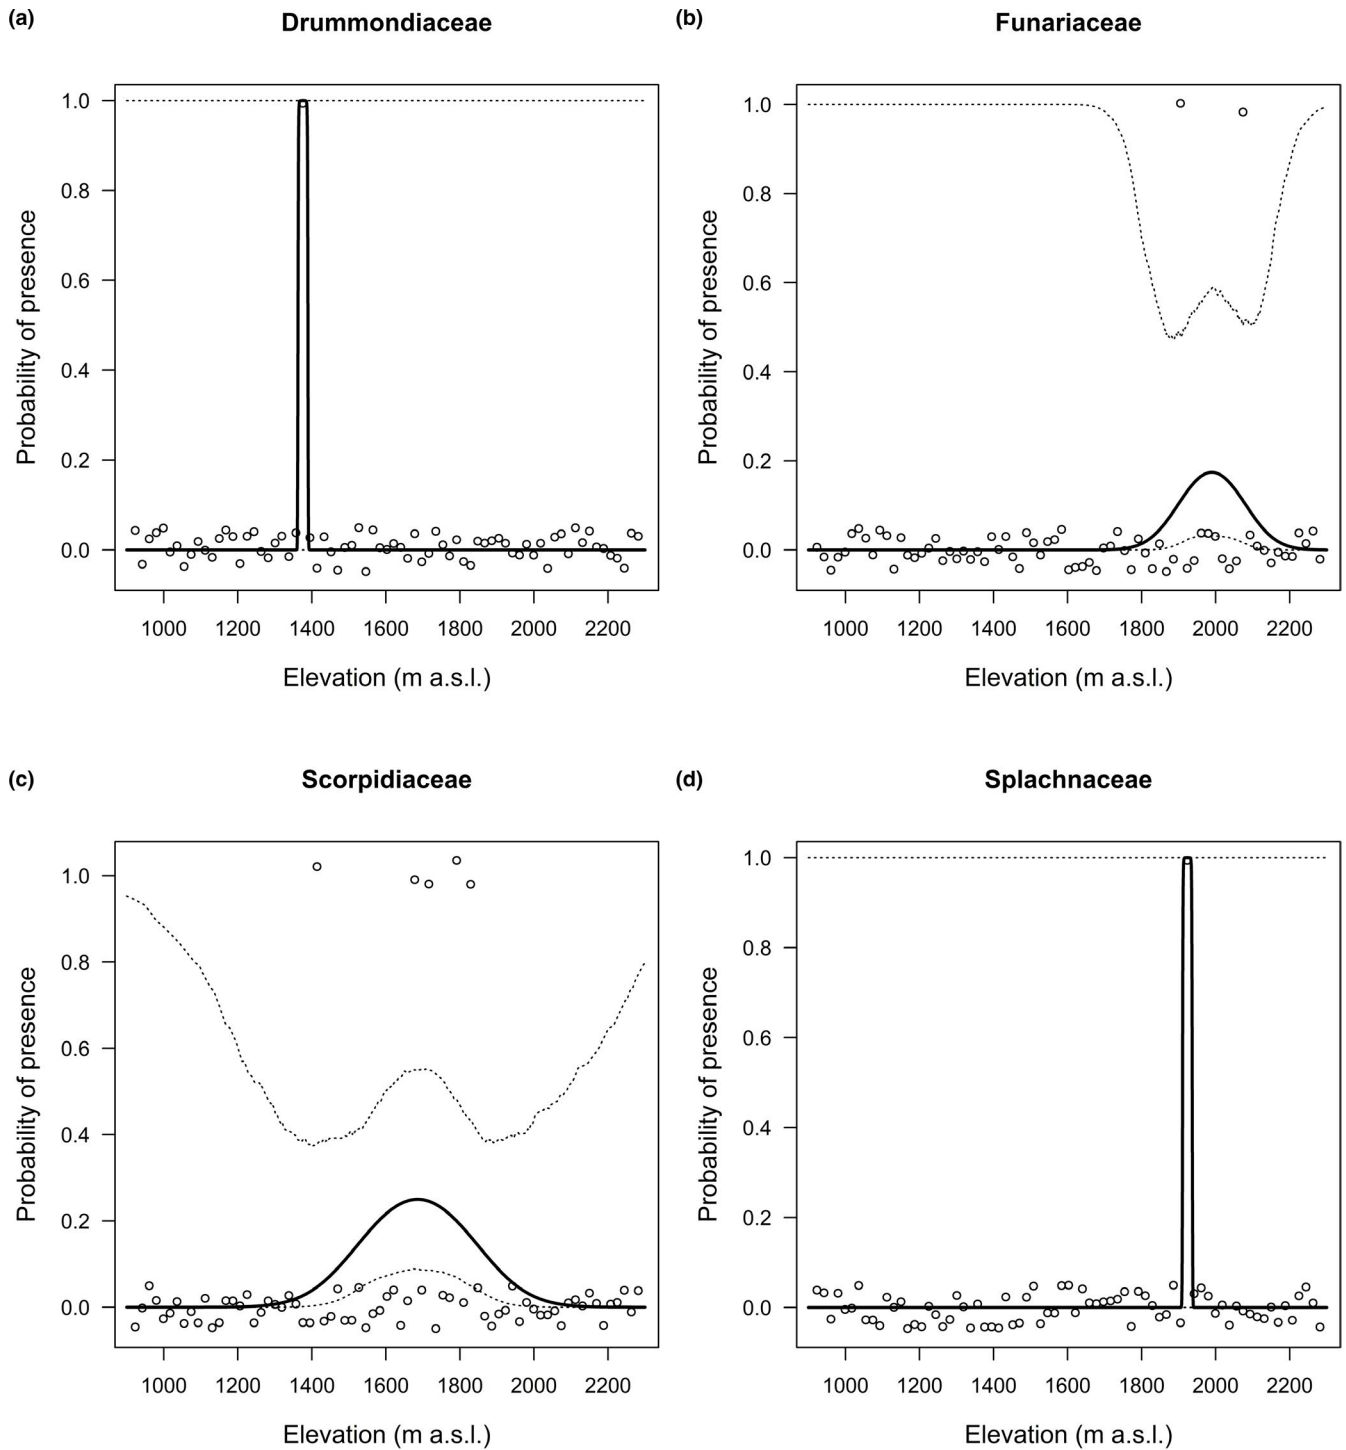 (a) Drummondiaceae
Probability of presence
1.0
0.8
0.6
0.4
0.2
0.0
1000 1200 1400 1600 1800 2000 2200
Elevation (m a.s.l.)
(b) Funariaceae
Probability of presence
1.0
0.8
0.6
0.4
0.2
0.0
1000 1200 1400 1600 1800 2000 2200
Elevation (m a.s.l.)
(c) Scorpidiaceae
Probability of presence
1.0
0.8
0.6
0.4
0.2
0.0
1000 1200 1400 1600 1800 2000 2200
Elevation (m a.s.l.)
(d) Splachnaceae
Probability of presence
1.0
0.8
0.6
0.4
0.2
0.0
1000 1200 1400 1600 1800 2000 2200
Elevation (m a.s.l.)